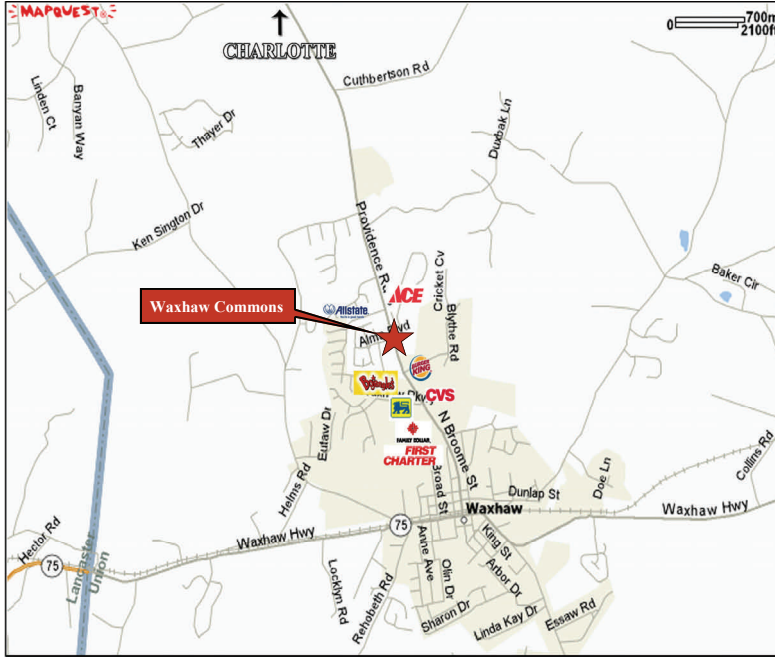 MAPQUEST
0 700m
2100ft
CHARLOTTE
Cuthbertson Rd
Linden Ct
Banyan Way
Thayer Dr
Duxbak Ln
Ken Sington Dr
Providence Rd
Baker Cir
Cricket Cv
ACE
Waxhaw Commons
Allstate
Blythe Rd
Blvd
BURGER
KING
Bojangles
CVS
Eutaw Dr
N Broome St
FAMILY DOLLAR
FIRST
CHARTER
Broad St
Helms Rd
Dunlap St
Doe Ln
Collins Rd
Waxhaw
Waxhaw Hwy
75
Waxhaw Hwy
Hector Rd
75
Lancaster
Union
Anne Ave
King St
Arbor Dr
Olin Dr
Locklyn Rd
Rehobeth Rd
Sharon Dr
Linda Kay Dr
Essaw Rd